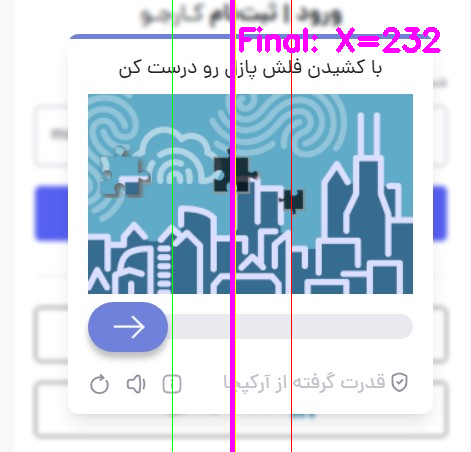 ورود | ثبت‌نام کارجو
Final: X=232
با کشیدن فلش پازل رو درست کن
قدرت گرفته از آرکپچا